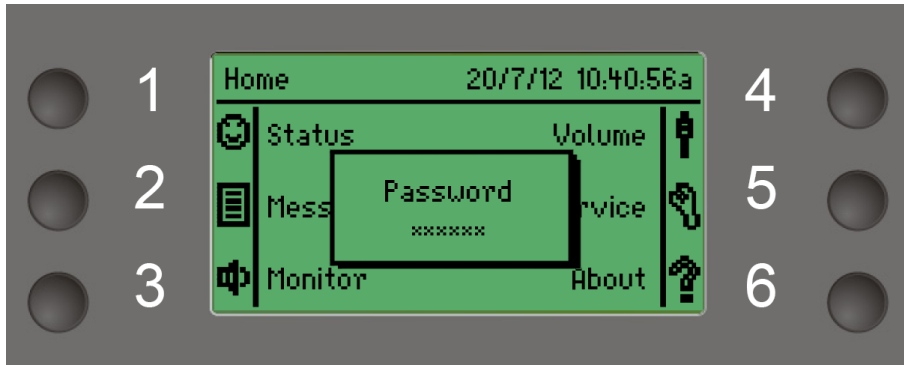 Home 20/7/12 10:40:56a
1 4
Status Volume
Password
2 Mess rvice 5
xxxxxx
3 Monitor About 6